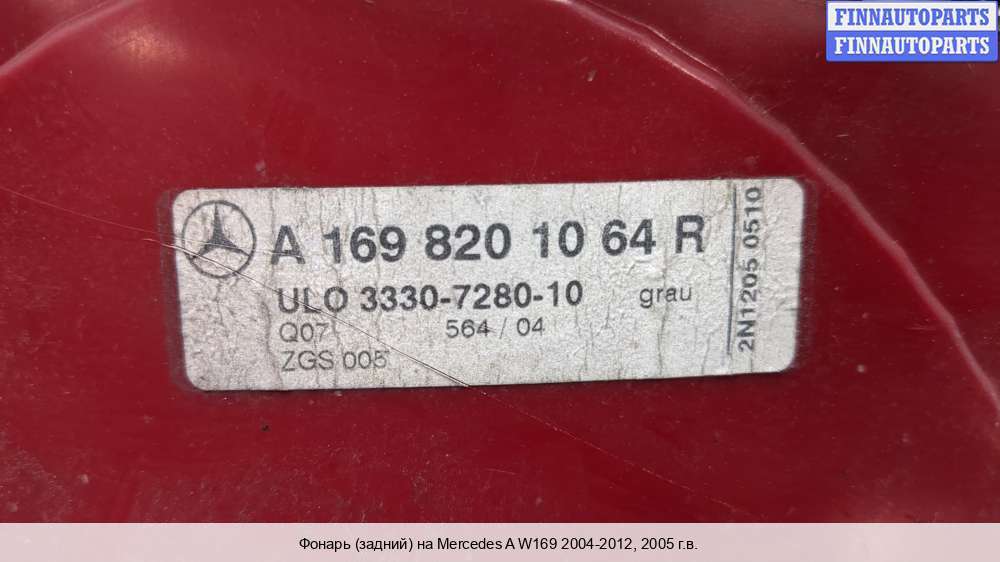 FINNAUTOPARTS
FINNAUTOPARTS
A 169 820 10 64 R
ULO 3330-7280-10 grau
Q07 564 / 04
ZGS 005
2N1205 0510
Фонарь (задний) на Mercedes A W169 2004-2012, 2005 г.в.